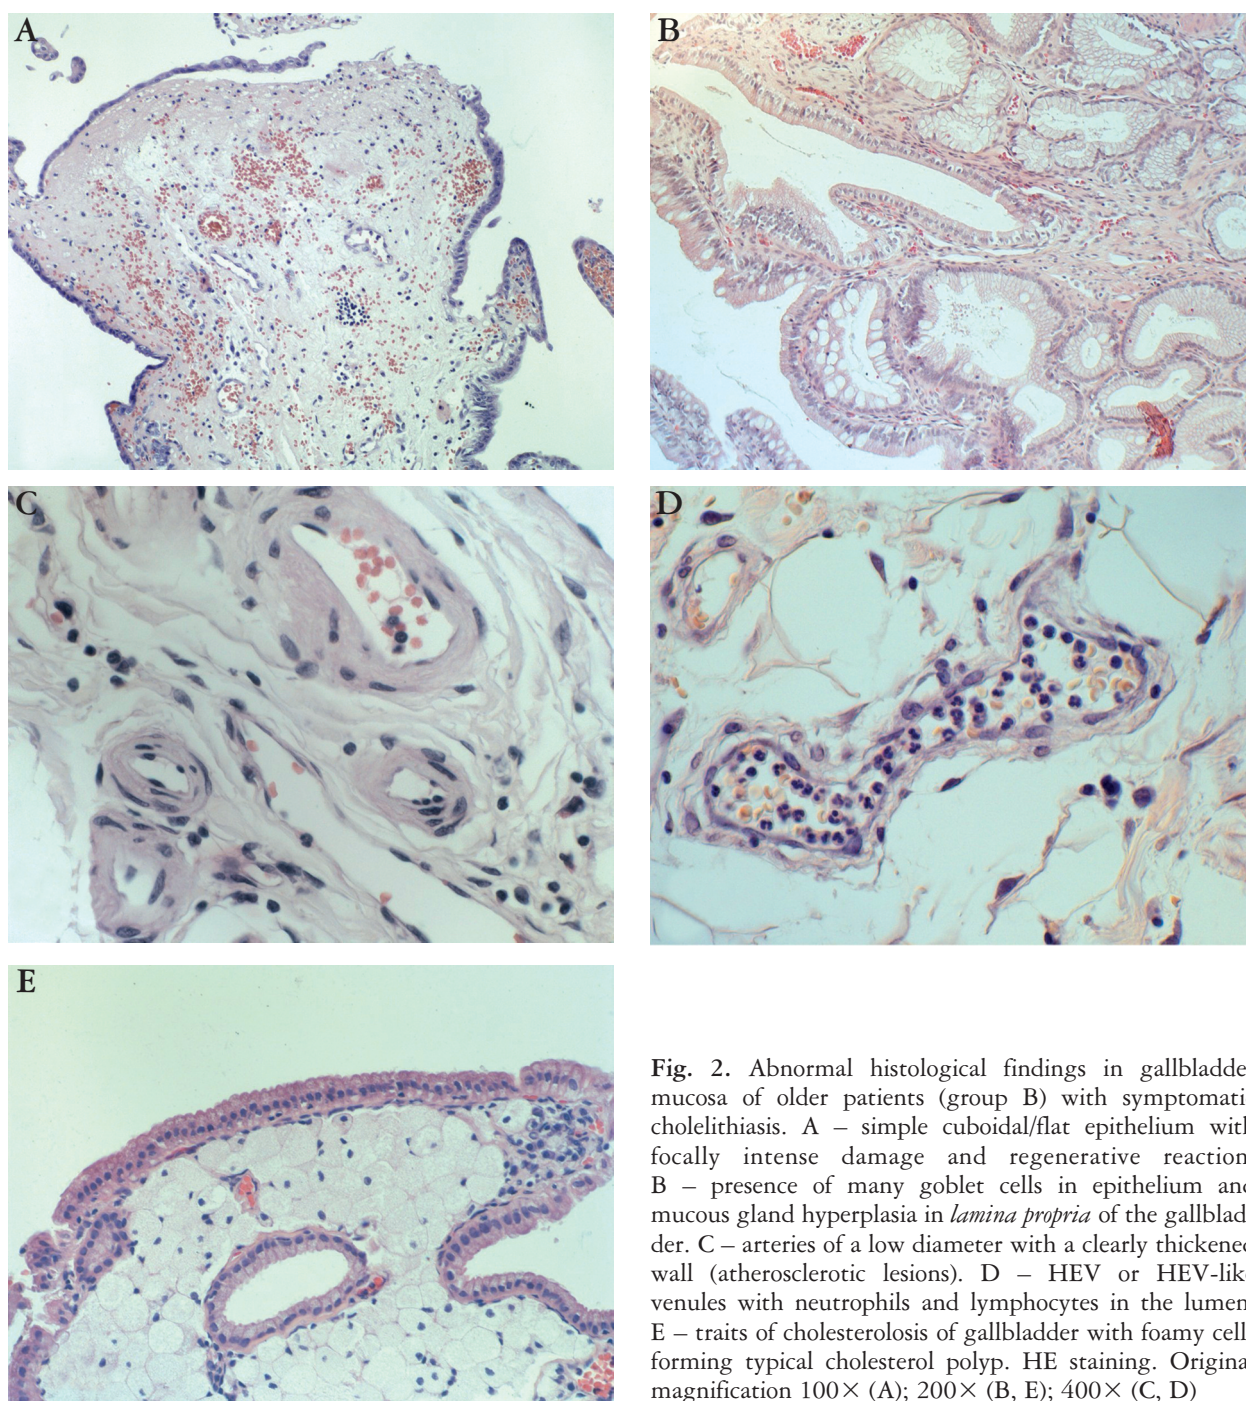 A
B
C
D
E
Fig. 2. Abnormal histological findings in gallbladde
mucosa of older patients (group B) with symptomati
cholelithiasis. A – simple cuboidal/flat epithelium with
focally intense damage and regenerative reaction
B – presence of many goblet cells in epithelium and
mucous gland hyperplasia in lamina propria of the gallblad
der. C – arteries of a low diameter with a clearly thickened
wall (atherosclerotic lesions). D – HEV or HEV-lik
venules with neutrophils and lymphocytes in the lumen
E – traits of cholesterolosis of gallbladder with foamy cell
forming typical cholesterol polyp. HE staining. Origina
magnification 100× (A); 200× (B, E); 400× (C, D)